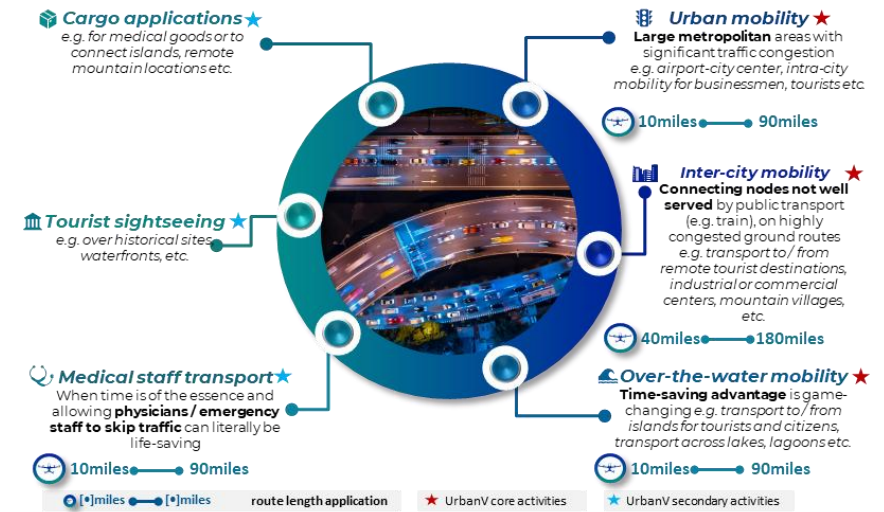 Cargo applications
e.g. for medical goods or to
connect islands, remote
mountain locations etc.
Urban mobility
Large metropolitan areas with
significant traffic congestion
e.g. airport-city center, intra-city
mobility for businessmen, tourists etc.
10miles 90miles
Tourist sightseeing
e.g. over historical sites,
waterfronts, etc.
Inter-city mobility
Connecting nodes not well
served by public transport
(e.g. train), on highly
congested ground routes
e.g. transport to/ from
remote tourist destinations,
industrial or commercial
centers, mountain villages,
etc.
40miles 180miles
Medical staff transport
When time is of the essence and
allowing physicians / emergency
staff to skip traffic can literally be
life-saving
10miles 90miles
Over-the-water mobility
Time-saving advantage is game-
changing e.g. transport to/ from
islands for tourists and citizens,
transport across lakes, lagoons etc.
10miles 90miles
[•]miles [•]miles route length application
UrbanV core activities
UrbanV secondary activities